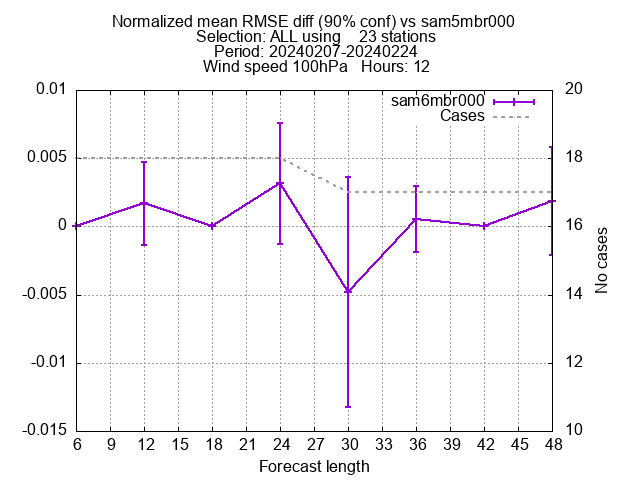 Normalized mean RMSE diff (90% conf) vs sam5mbr000
Selection: ALL using    23 stations
Period: 20240207-20240224
Wind speed 100hPa   Hours: 12
sam6mbr000
Cases
0.01
0.005
0
-0.005
-0.01
-0.015
20
18
16
14
12
10
No cases
6 9 12 15 18 21 24 27 30 33 36 39 42 45 48
Forecast length